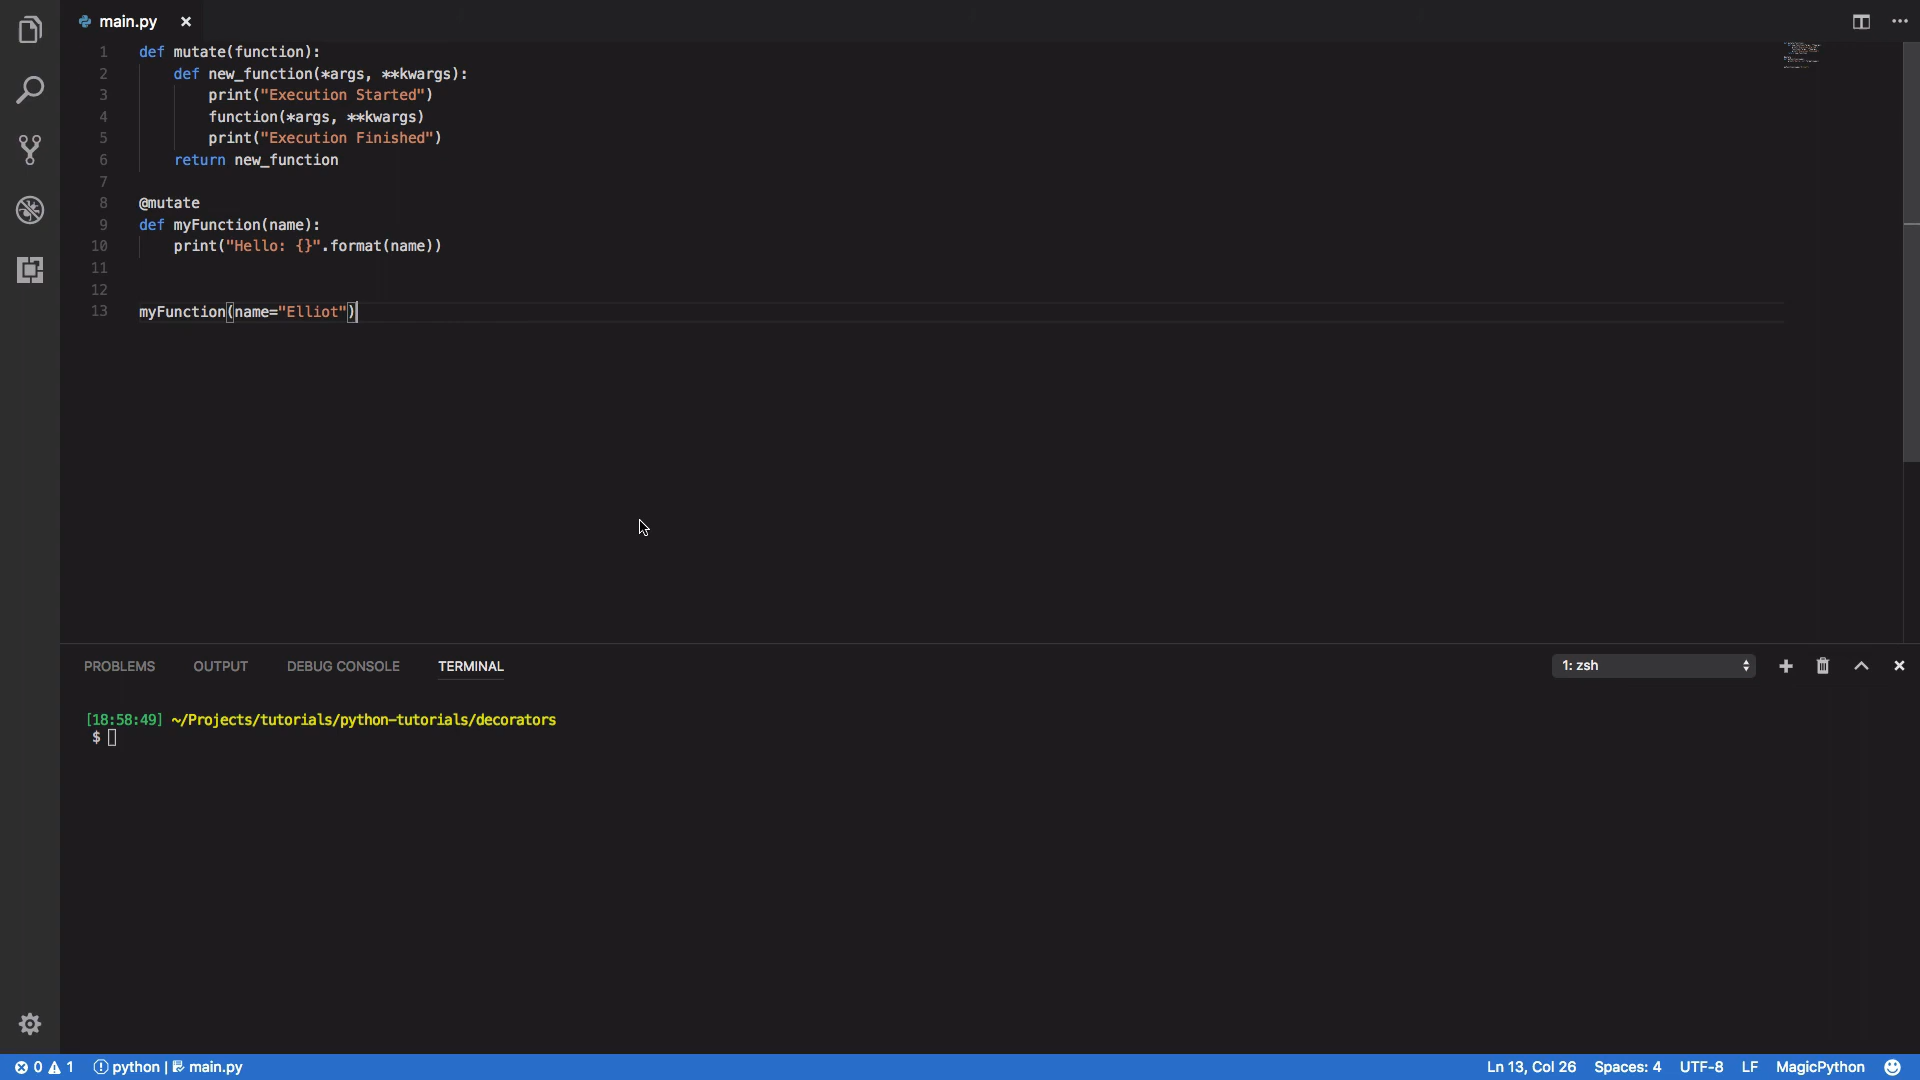 main.py
1 def mutate(function):
2 def new_function(*args, **kwargs):
3 print("Execution Started")
4 function(*args, **kwargs)
5 print("Execution Finished")
6 return new_function
7
8 @mutate
9 def myFunction(name):
10 print("Hello: {}".format(name))
11
12
13 myFunction(name="Elliot")
PROBLEMS OUTPUT DEBUG CONSOLE TERMINAL 1: zsh
[18:58:49] ~/Projects/tutorials/python-tutorials/decorators
$
0 1 python | main.py Ln 13, Col 26 Spaces: 4 UTF-8 LF MagicPython